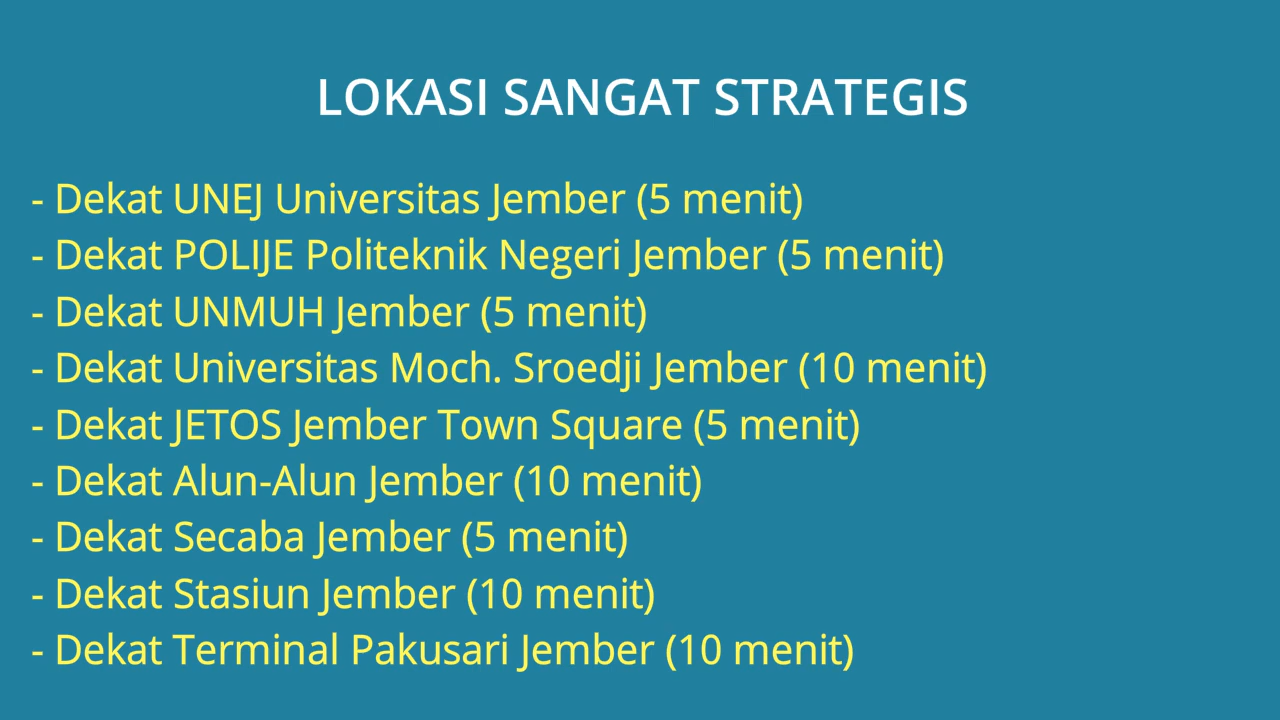 LOKASI SANGAT STRATEGIS
- Dekat UNEJ Universitas Jember (5 menit)
- Dekat POLIJE Politeknik Negeri Jember (5 menit)
- Dekat UNMUH Jember (5 menit)
- Dekat Universitas Moch. Sroedji Jember (10 menit)
- Dekat JETOS Jember Town Square (5 menit)
- Dekat Alun-Alun Jember (10 menit)
- Dekat Secaba Jember (5 menit)
- Dekat Stasiun Jember (10 menit)
- Dekat Terminal Pakusari Jember (10 menit)